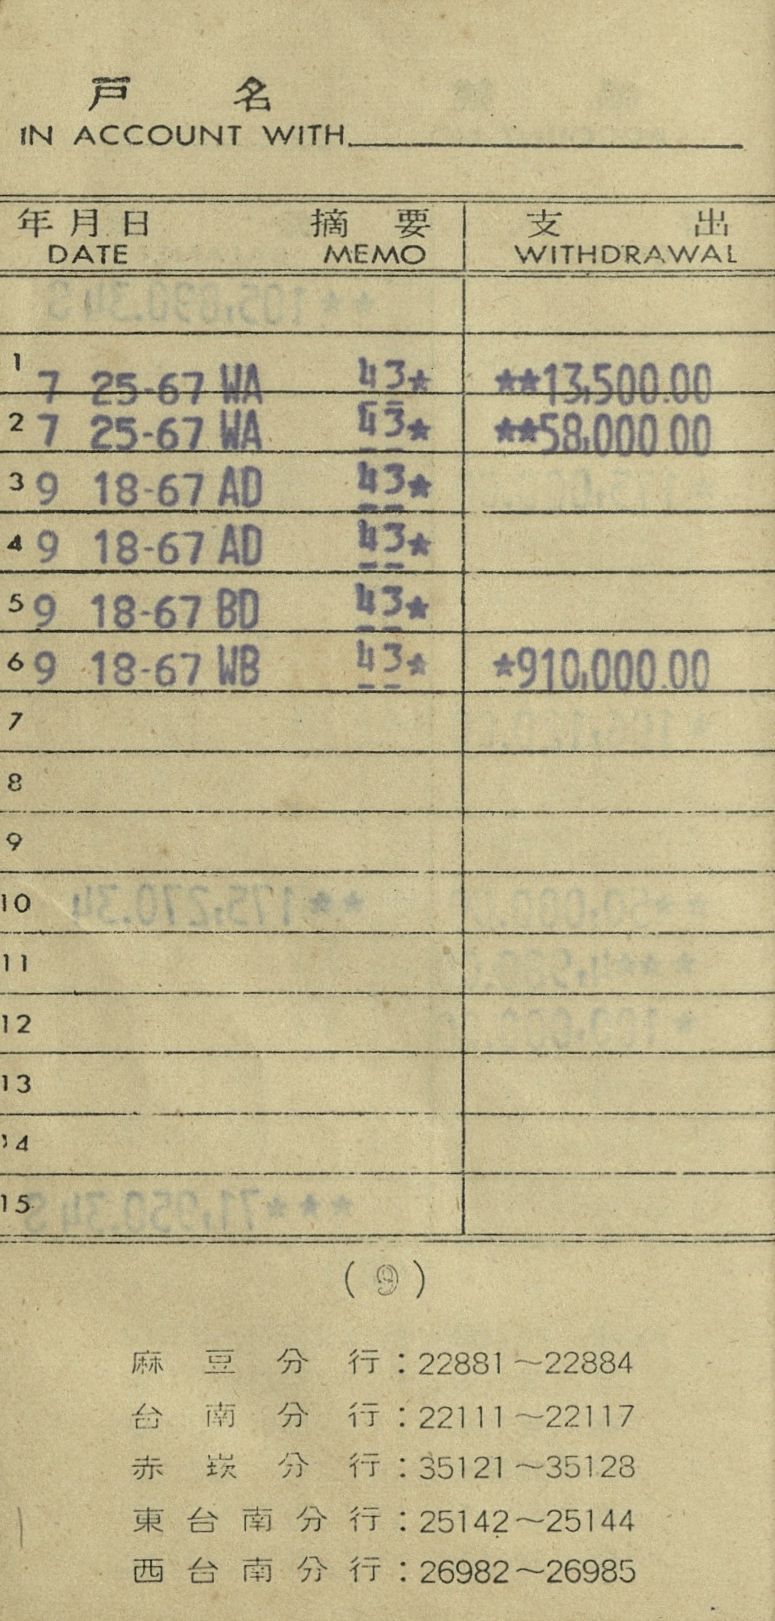 戶 名
IN ACCOUNT WITH
年月日 摘 要 支 出
DATE MEMO WITHDRAWAL
1 7 25-67 WA 43★ ★★13,500.00
2 7 25-67 WA 43★ ★★58,000.00
3 9 18-67 AD 43★
4 9 18-67 AD 43★
5 9 18-67 BD 43★
6 9 18-67 WB 43★ ★910,000.00
7
8
9
10
11
12
13
14
15
(9)
麻豆分行：22881～22884
台南分行：22111～22117
赤崁分行：35121～35128
東台南分行：25142～25144
西台南分行：26982～26985